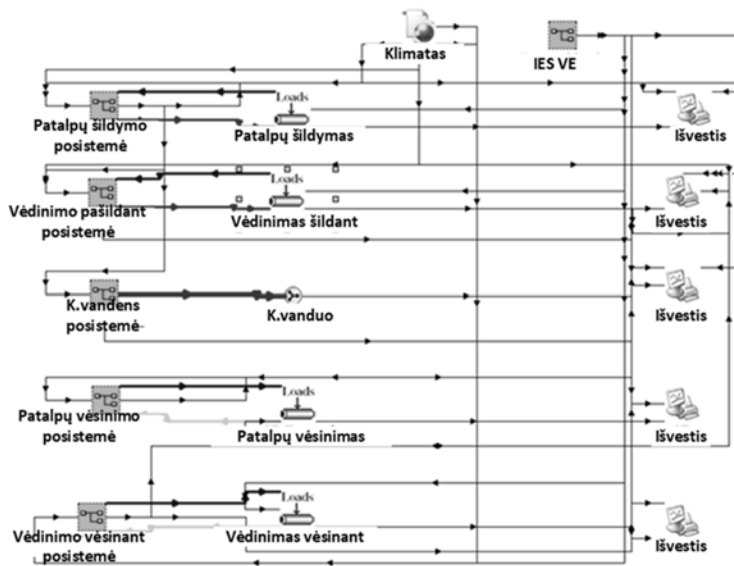 Klimatas
IES VE
Loads
Patalpų šildymo
posistemė
Patalpų šildymas
Išvestis
Loads
Vėdinimo pašildant
posistemė
Vėdinimas šildant
Išvestis
K.vandens
posistemė
K.vanduo
Išvestis
Loads
Patalpų vėsinimo
posistemė
Patalpų vėsinimas
Išvestis
Loads
Vėdinimo vėsinant
posistemė
Vėdinimas vėsinant
Išvestis